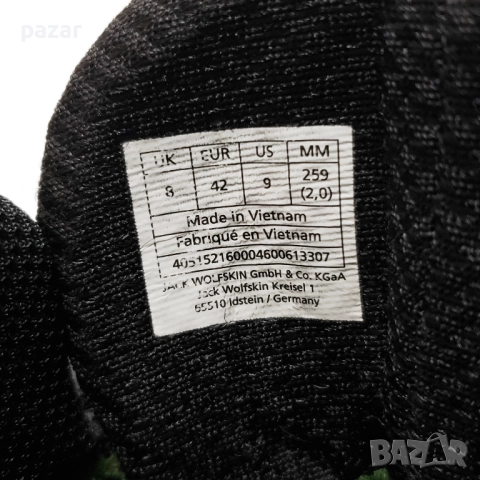 pazar
UK EUR US MM
8 42 9 259
(2,0)
Made in Vietnam
Fabriqué en Vietnam
405152160004600613307
JACK WOLFSKIN GmbH & Co. KGaA
Jack Wolfskin Kreisel 1
65510 Idstein / Germany
BAZAR